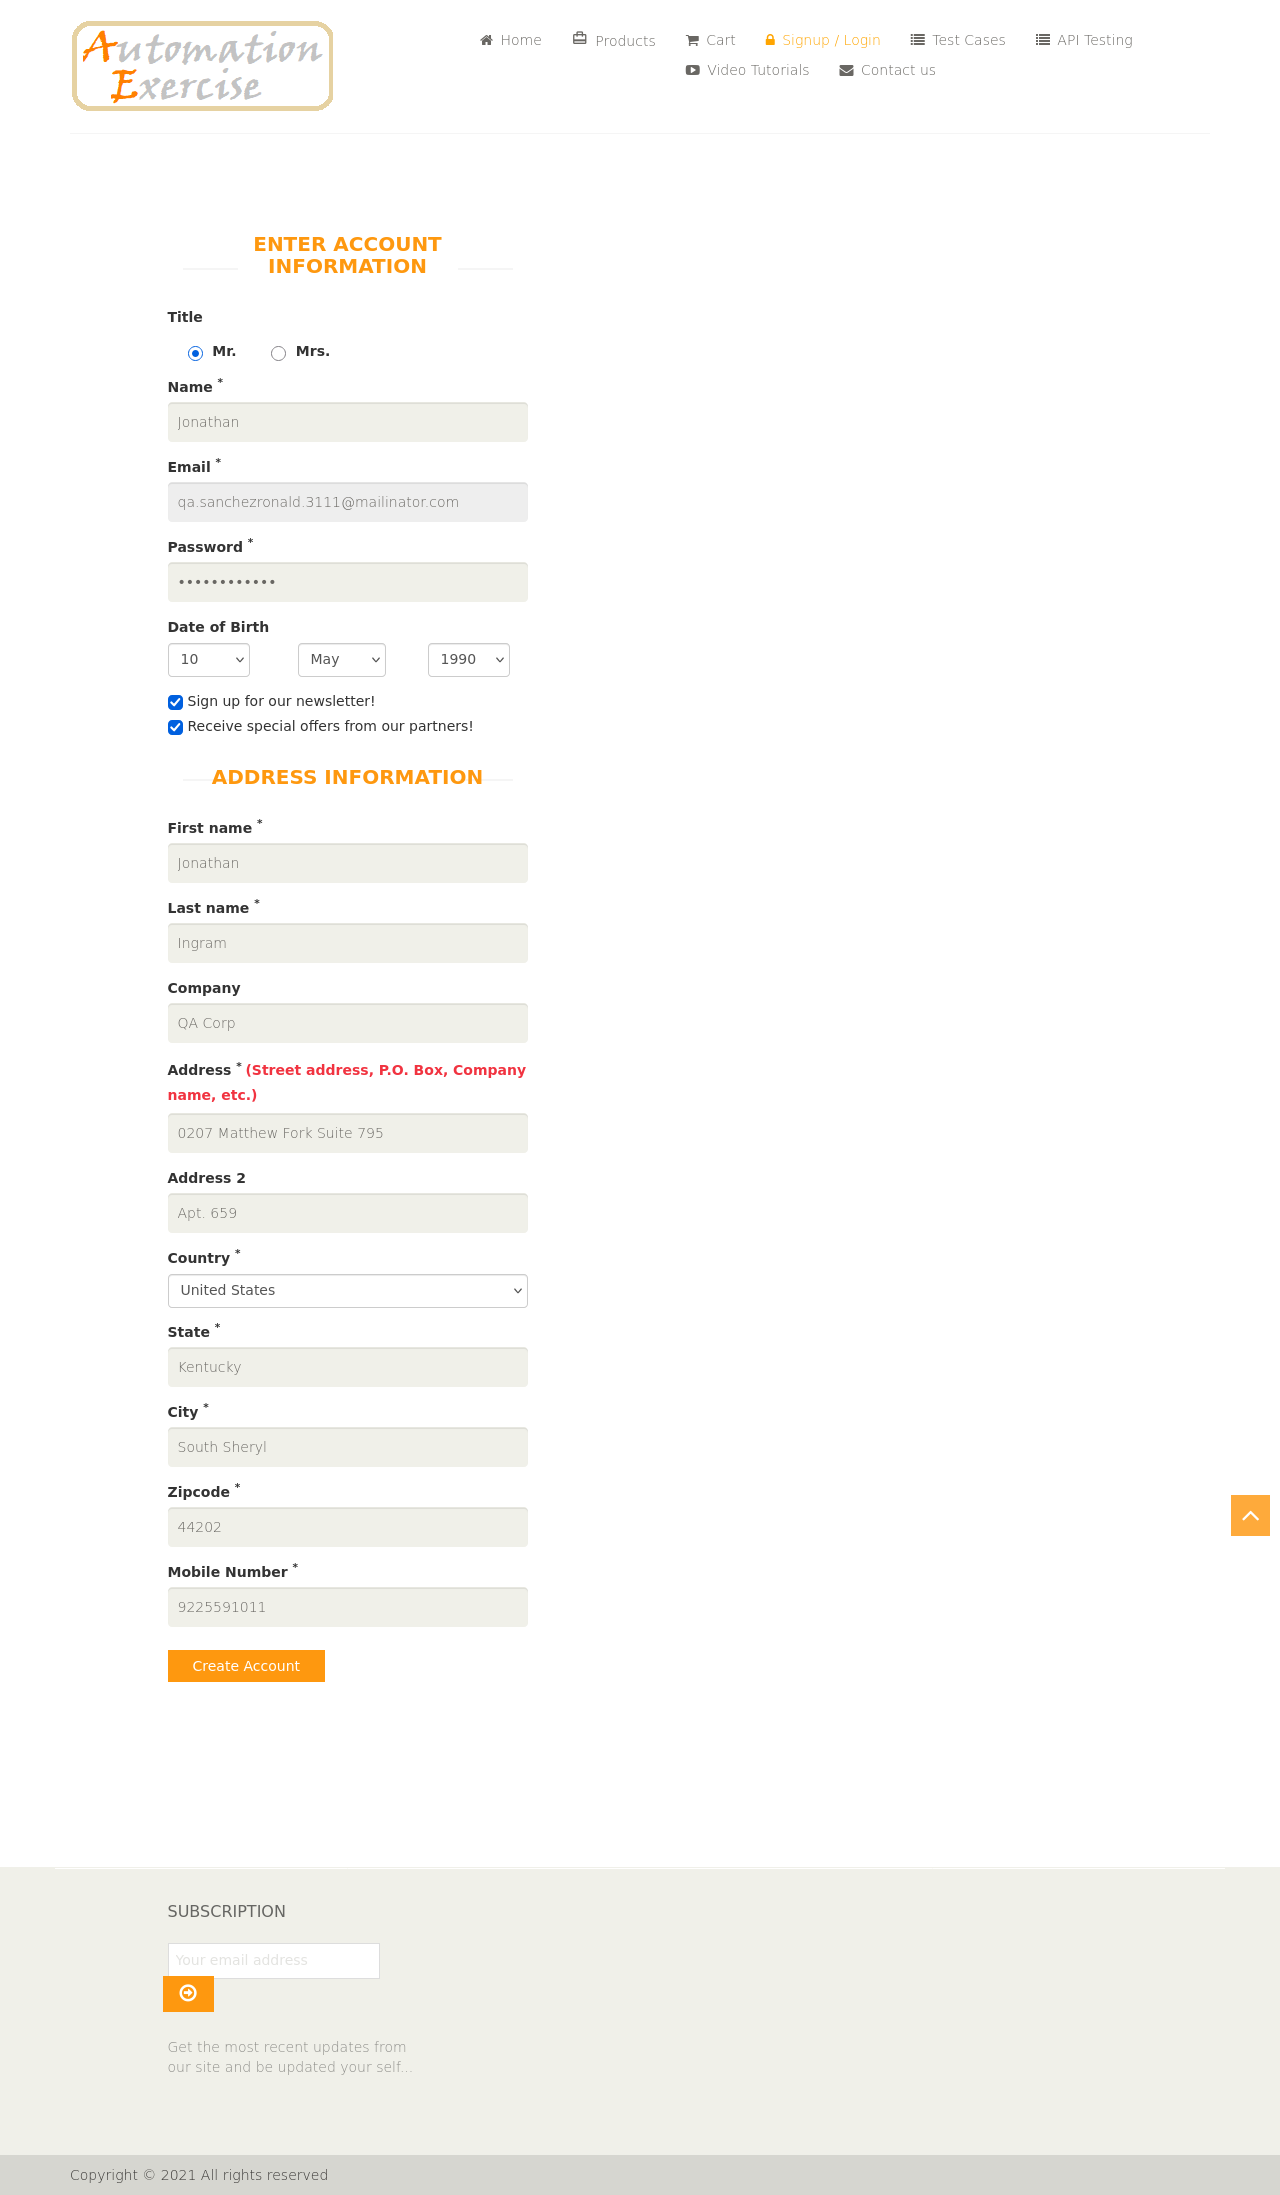 Automation
Exercise
Home Products Cart Signup / Login Test Cases API Testing
Video Tutorials Contact us
ENTER ACCOUNT
INFORMATION
Title
Mr. Mrs.
Name *
Jonathan
Email *
qa.sanchezronald.3111@mailinator.com
Password *
••••••••••••
Date of Birth
10 May 1990
Sign up for our newsletter!
Receive special offers from our partners!
ADDRESS INFORMATION
First name *
Jonathan
Last name *
Ingram
Company
QA Corp
Address * (Street address, P.O. Box, Company
name, etc.)
0207 Matthew Fork Suite 795
Address 2
Apt. 659
Country *
United States
State *
Kentucky
City *
South Sheryl
Zipcode *
44202
Mobile Number *
9225591011
Create Account
SUBSCRIPTION
Your email address
Get the most recent updates from
our site and be updated your self...
Copyright © 2021 All rights reserved